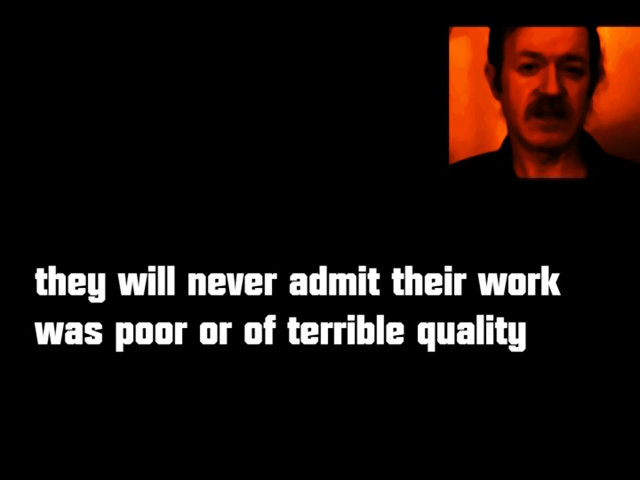 they will never admit their work
was poor or of terrible quality